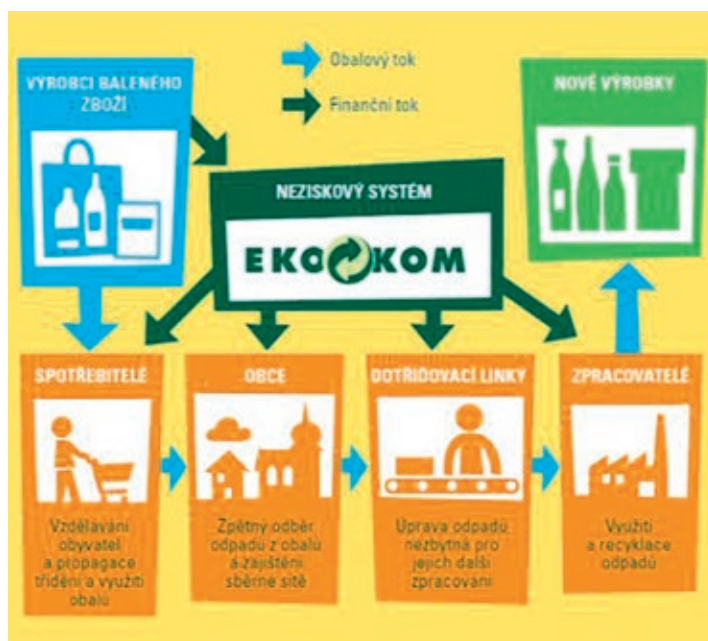 VÝROBCI BALENÉHO
ZBOŽÍ
Obalový tok
Finanční tok
NOVÉ VÝROBKY
NEZISKOVÝ SYSTÉM
EKO KOM
SPOTŘEBITELÉ
Vzdělávání
obyvatel
a propagace
třídění a využití
obalů
OBCE
Zpětný odběr
odpadů z obalů
a zajištění
sběrné sítě
DOTŘIĎOVACÍ LINKY
Úprava odpadů
nezbytná pro
jejich další
zpracování
ZPRACOVATELÉ
Využití
a recyklace
odpadů